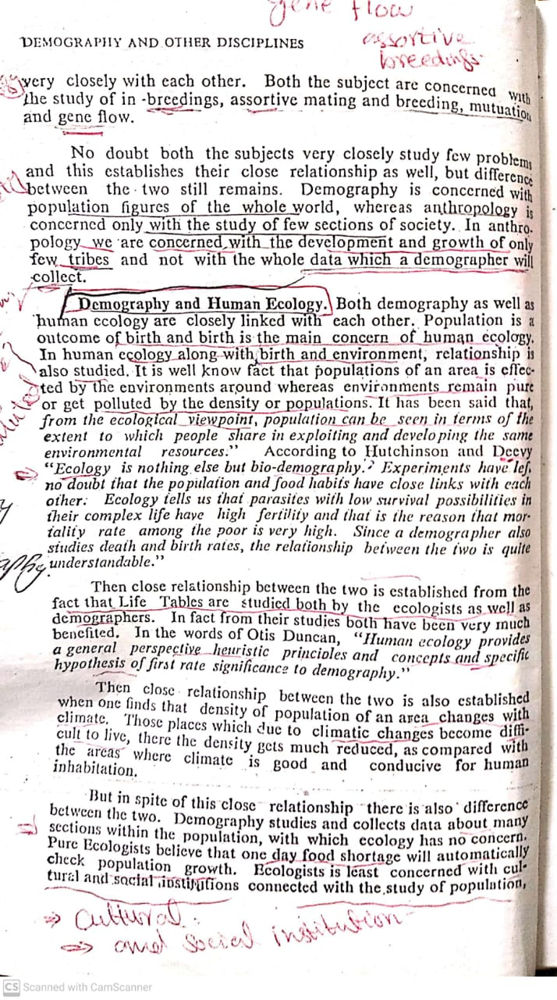 gene flow
assortive
breedings.
DEMOGRAPHY AND OTHER DISCIPLINES
very closely with each other. Both the subject are concerned with
the study of in -breedings, assortive mating and breeding, mutuation
and gene flow.
No doubt both the subjects very closely study few problems
and this establishes their close relationship as well, but difference
between the two still remains. Demography is concerned with
population figures of the whole world, whereas anthropology is
concerned only with the study of few sections of society. In anthro-
pology we are concerned with the development and growth of only
few tribes and not with the whole data which a demographer will
collect.
Demography and Human Ecology. Both demography as well as
human ecology are closely linked with each other. Population is a
outcome of birth and birth is the main concern of human ecology.
In human ecology along with birth and environment, relationship is
also studied. It is well know fact that populations of an area is effec-
ted by the environments around whereas environments remain pure
or get polluted by the density or populations. It has been said that,
from the ecological viewpoint, population can be seen in terms of the
extent to which people share in exploiting and developing the same
environmental resources." According to Hutchinson and Deevy
"Ecology is nothing else but bio-demography.? Experiments have lef,
no doubt that the population and food habits have close links with each
other: Ecology tells us that parasites with low survival possibilities in
their complex life have high fertility and that is the reason that mor-
tality rate among the poor is very high. Since a demographer also
studies death and birth rates, the relationship between the two is quite
understandable."
Then close relationship between the two is established from the
fact that Life Tables are studied both by the ecologists as well as
demographers. In fact from their studies both have been very much
benefited. In the words of Otis Duncan, "Human ecology provides
a general perspective heuristic principles and concepts and specific
hypothesis of first rate significance to demography."
Then close relationship between the two is also established
when one finds that density of population of an area changes with
climate. Those places which due to climatic changes become diffi-
cult to live, there the density gets much reduced, as compared with
the areas where climate is good and conducive for human
inhabitation.
But in spite of this close relationship there is also difference
between the two. Demography studies and collects data about many
sections within the population, with which ecology has no concern.
Pure Ecologists believe that one day food shortage will automatically
check population growth. Ecologists is least concerned with cul-
tural and social institutions connected with the study of population,
⇒ Cultural.
⇒ and social institution
CS Scanned with CamScanner